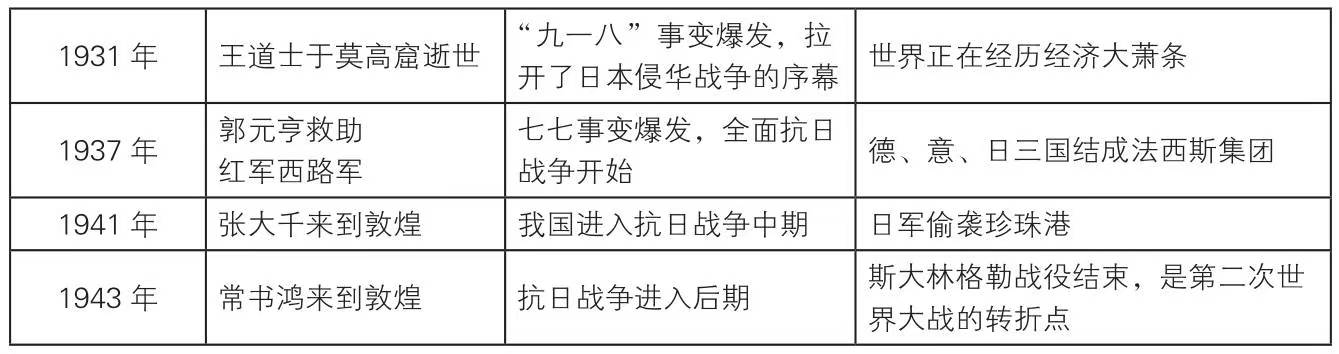 1931 年
王道士于莫高窟逝世
“九一八”事变爆发，拉
开了日本侵华战争的序幕
世界正在经历经济大萧条
1937 年
郭元亨救助
红军西路军
七七事变爆发，全面抗日
战争开始
德、意、日三国结成法西斯集团
1941 年
张大千来到敦煌
我国进入抗日战争中期
日军偷袭珍珠港
1943 年
常书鸿来到敦煌
抗日战争进入后期
斯大林格勒战役结束，是第二次世
界大战的转折点